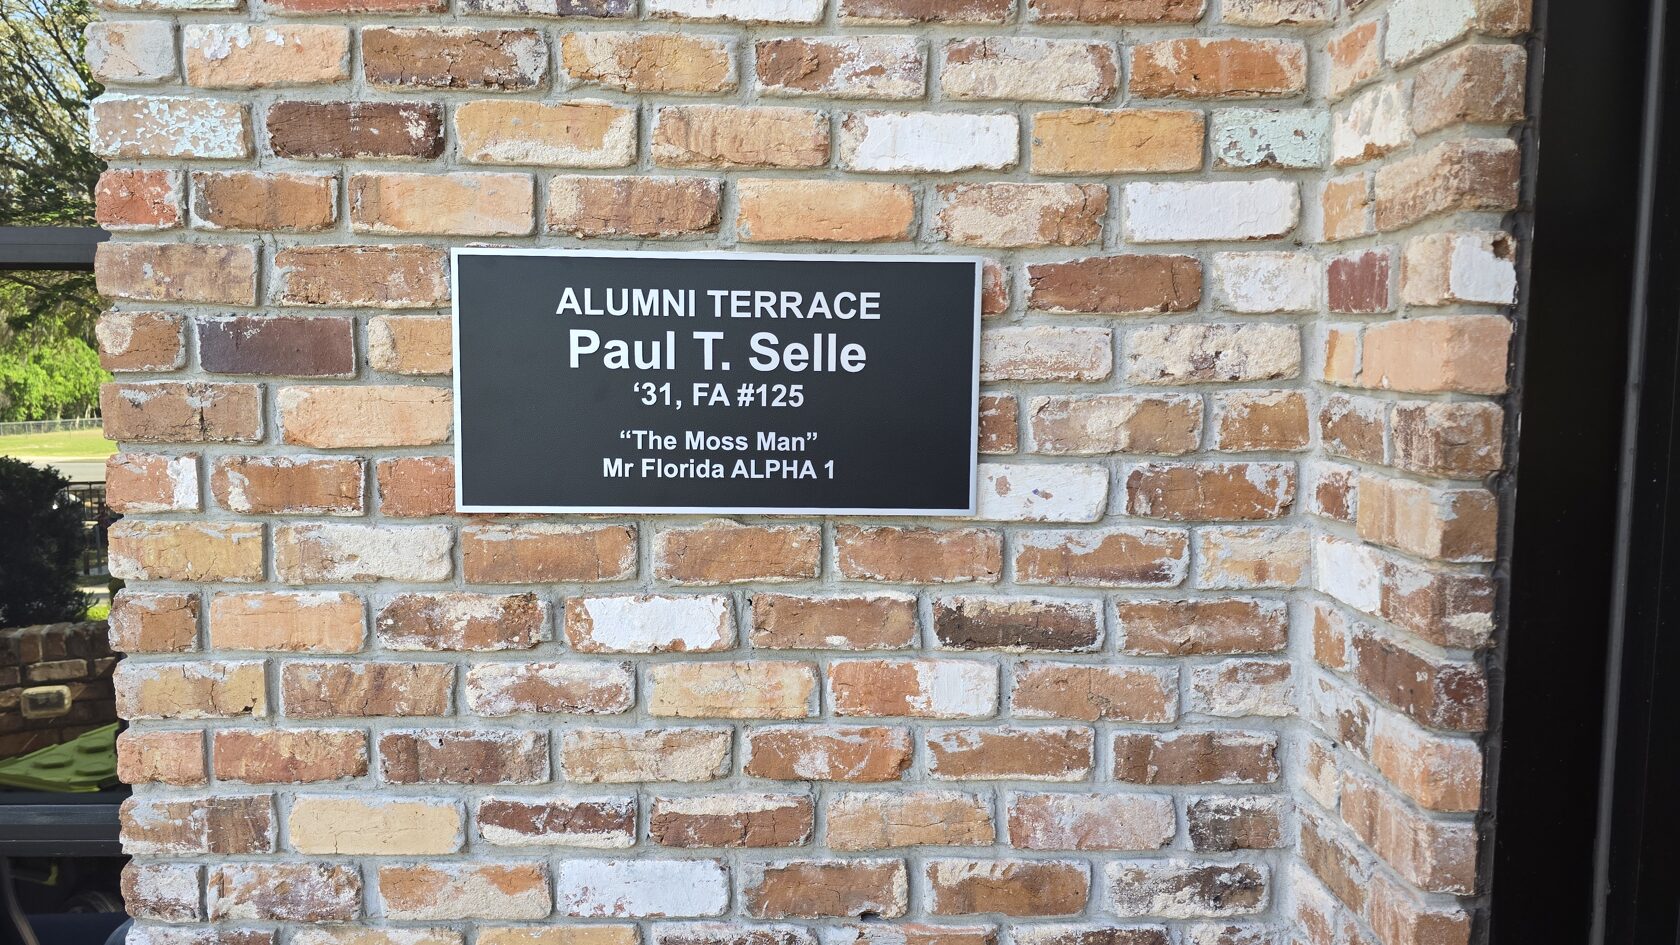 ALUMNI TERRACE
Paul T. Selle
‘31, FA #125
“The Moss Man”
Mr Florida ALPHA 1